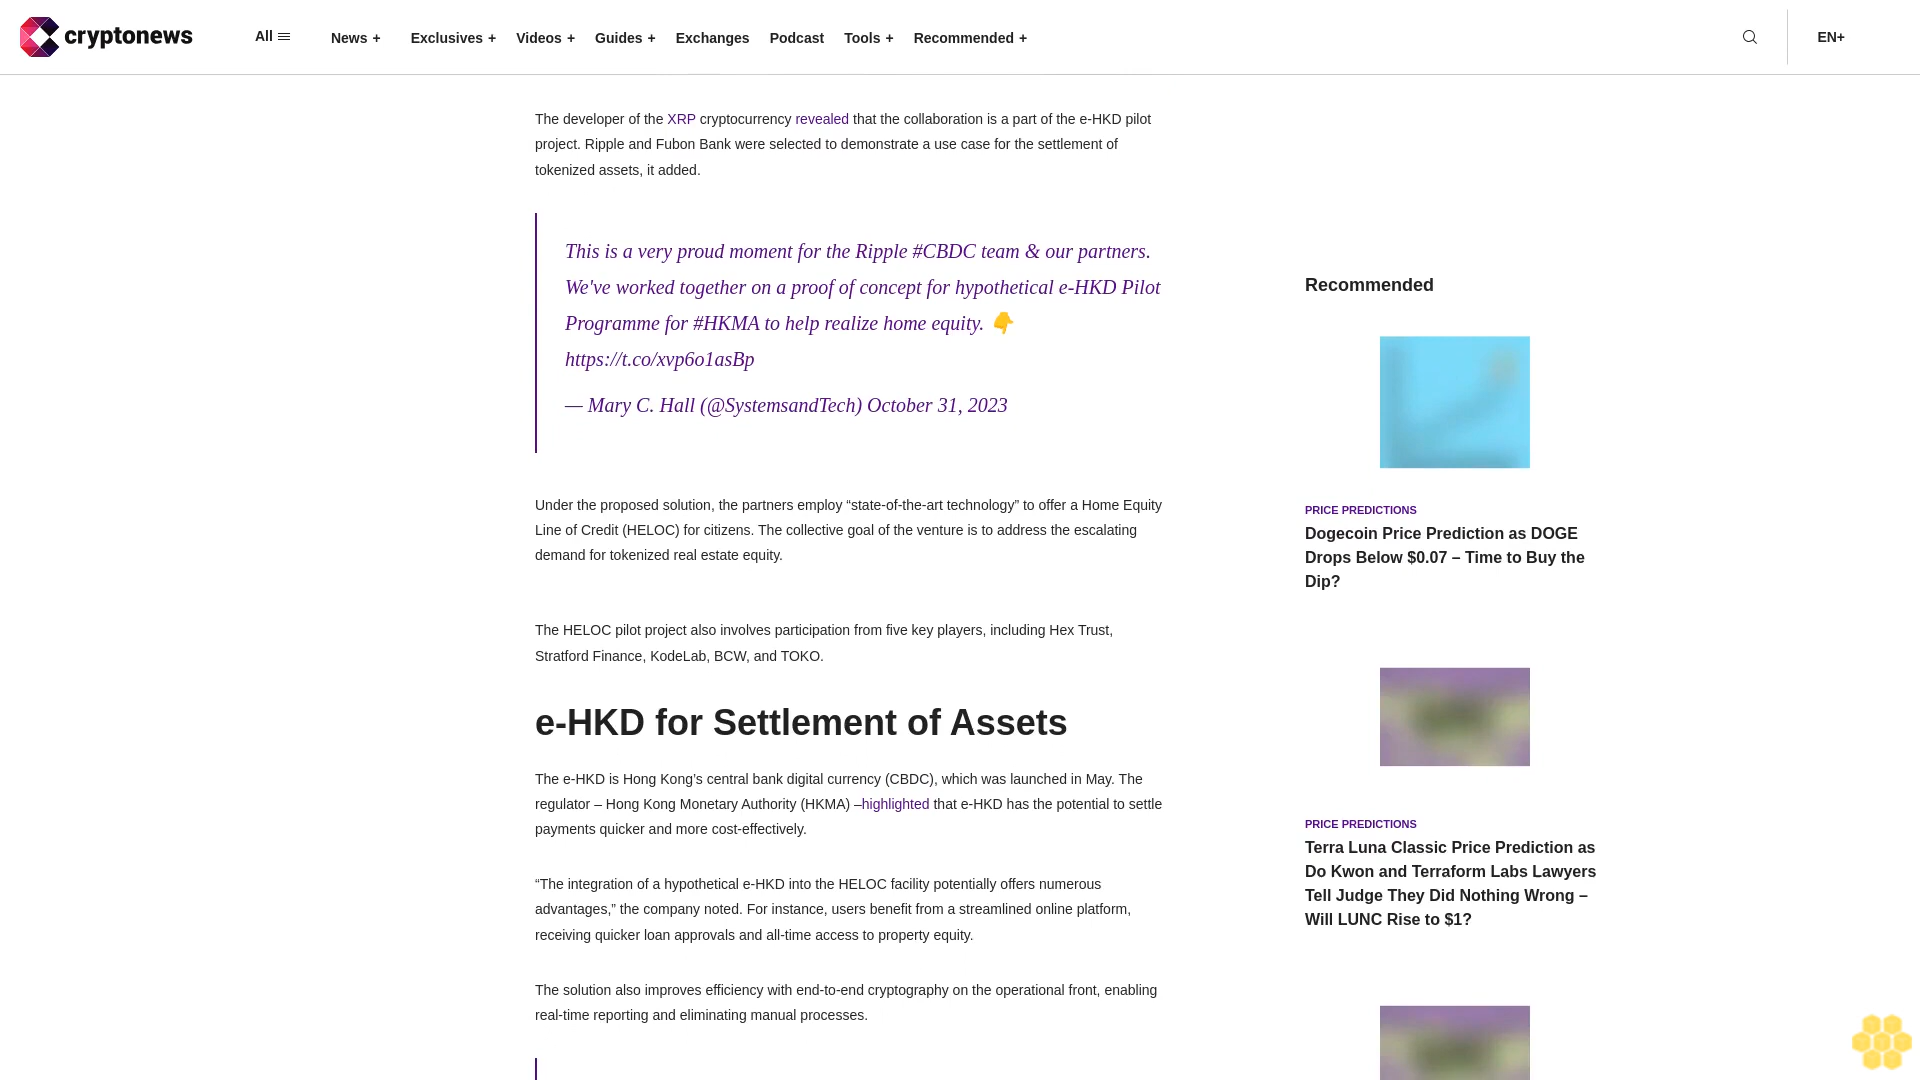 cryptonews
All
News +
Exclusives +
Videos +
Guides +
Exchanges
Podcast
Tools +
Recommended +
EN+
The developer of the XRP cryptocurrency revealed that the collaboration is a part of the e-HKD pilot
project. Ripple and Fubon Bank were selected to demonstrate a use case for the settlement of
tokenized assets, it added.
This is a very proud moment for the Ripple #CBDC team & our partners.
We've worked together on a proof of concept for hypothetical e-HKD Pilot
Programme for #HKMA to help realize home equity. 👇
https://t.co/xvp6o1asBp
— Mary C. Hall (@SystemsandTech) October 31, 2023
Under the proposed solution, the partners employ “state-of-the-art technology” to offer a Home Equity
Line of Credit (HELOC) for citizens. The collective goal of the venture is to address the escalating
demand for tokenized real estate equity.
The HELOC pilot project also involves participation from five key players, including Hex Trust,
Stratford Finance, KodeLab, BCW, and TOKO.
e-HKD for Settlement of Assets
The e-HKD is Hong Kong’s central bank digital currency (CBDC), which was launched in May. The
regulator – Hong Kong Monetary Authority (HKMA) –highlighted that e-HKD has the potential to settle
payments quicker and more cost-effectively.
“The integration of a hypothetical e-HKD into the HELOC facility potentially offers numerous
advantages,” the company noted. For instance, users benefit from a streamlined online platform,
receiving quicker loan approvals and all-time access to property equity.
The solution also improves efficiency with end-to-end cryptography on the operational front, enabling
real-time reporting and eliminating manual processes.
Recommended
PRICE PREDICTIONS
Dogecoin Price Prediction as DOGE
Drops Below $0.07 – Time to Buy the
Dip?
PRICE PREDICTIONS
Terra Luna Classic Price Prediction as
Do Kwon and Terraform Labs Lawyers
Tell Judge They Did Nothing Wrong –
Will LUNC Rise to $1?